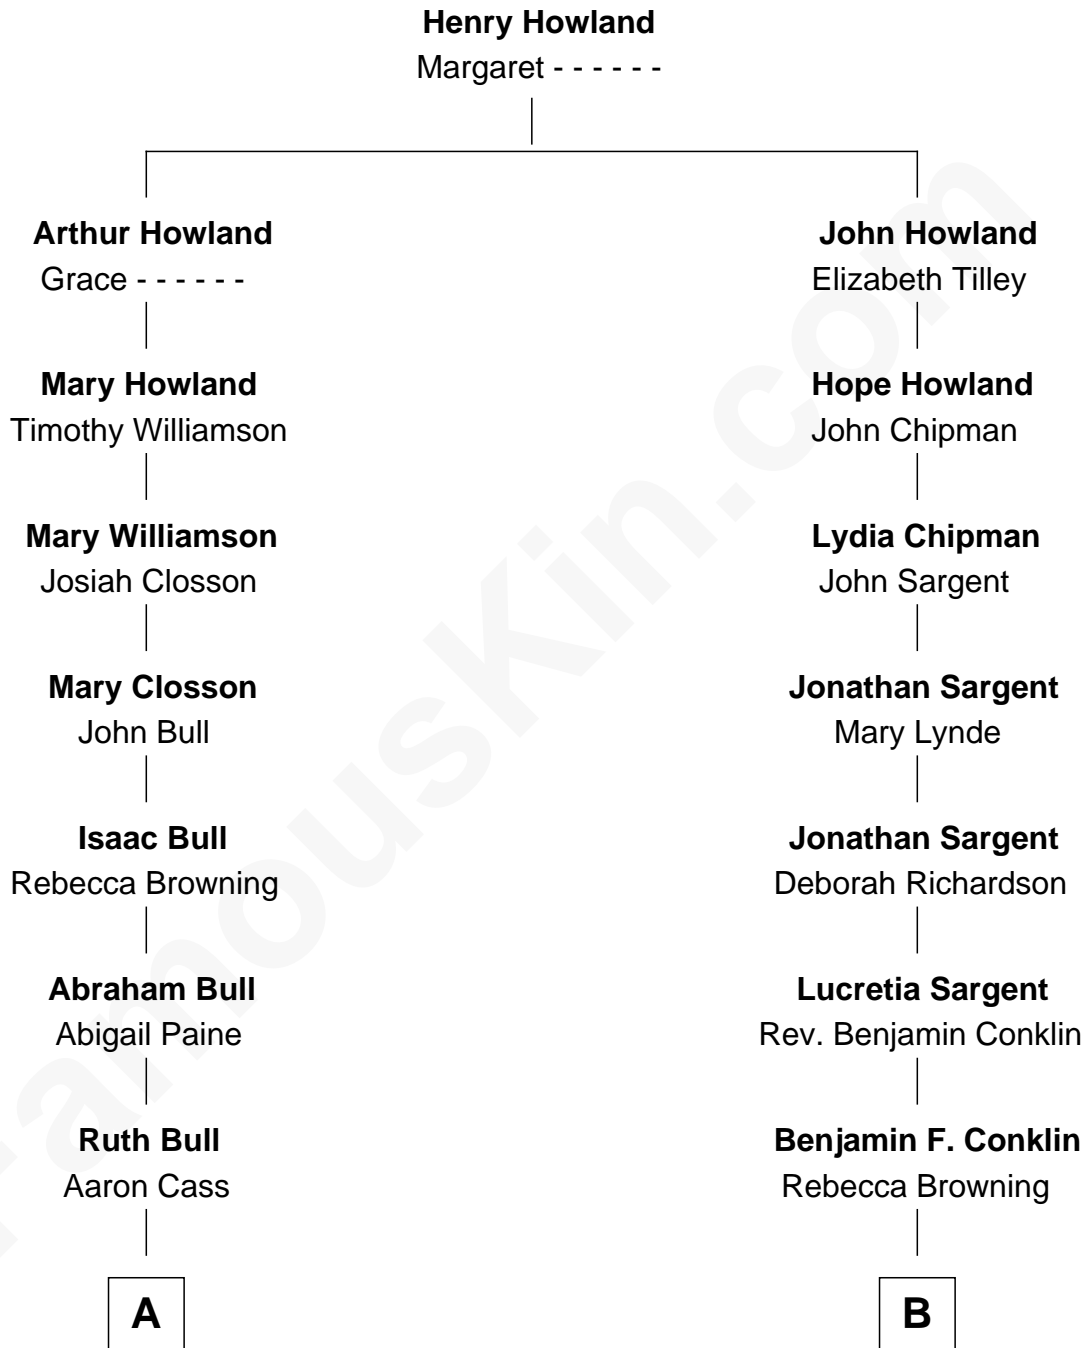 Henry Howland
Margaret - - - - - -
Arthur Howland
Grace - - - - - -
John Howland
Elizabeth Tilley
Mary Howland
Timothy Williamson
Hope Howland
John Chipman
Mary Williamson
Josiah Closson
Lydia Chipman
John Sargent
Mary Closson
John Bull
Jonathan Sargent
Mary Lynde
Isaac Bull
Rebecca Browning
Jonathan Sargent
Deborah Richardson
Abraham Bull
Abigail Paine
Lucretia Sargent
Rev. Benjamin Conklin
Ruth Bull
Aaron Cass
Benjamin F. Conklin
Rebecca Browning
A
B
FamousKin.com